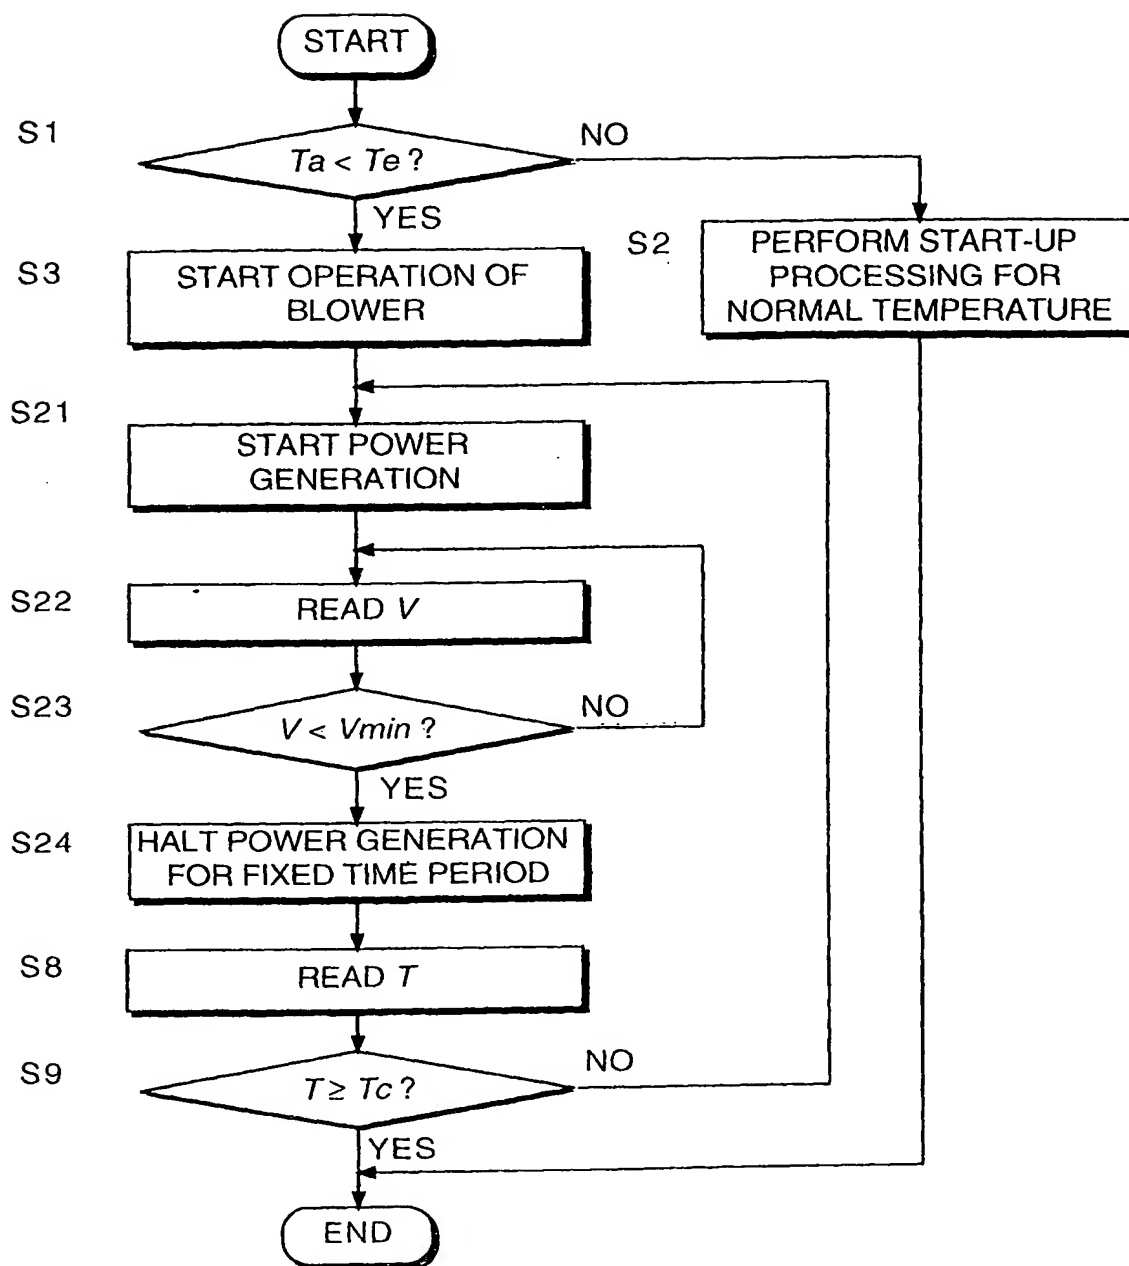 START
S1
Ta < Te ?
NO
YES
S3
START OPERATION OF
BLOWER
S2
PERFORM START-UP
PROCESSING FOR
NORMAL TEMPERATURE
S21
START POWER
GENERATION
S22
READ V
S23
V < Vmin ?
NO
YES
S24
HALT POWER GENERATION
FOR FIXED TIME PERIOD
S8
READ T
S9
T ≥ Tc ?
NO
YES
END